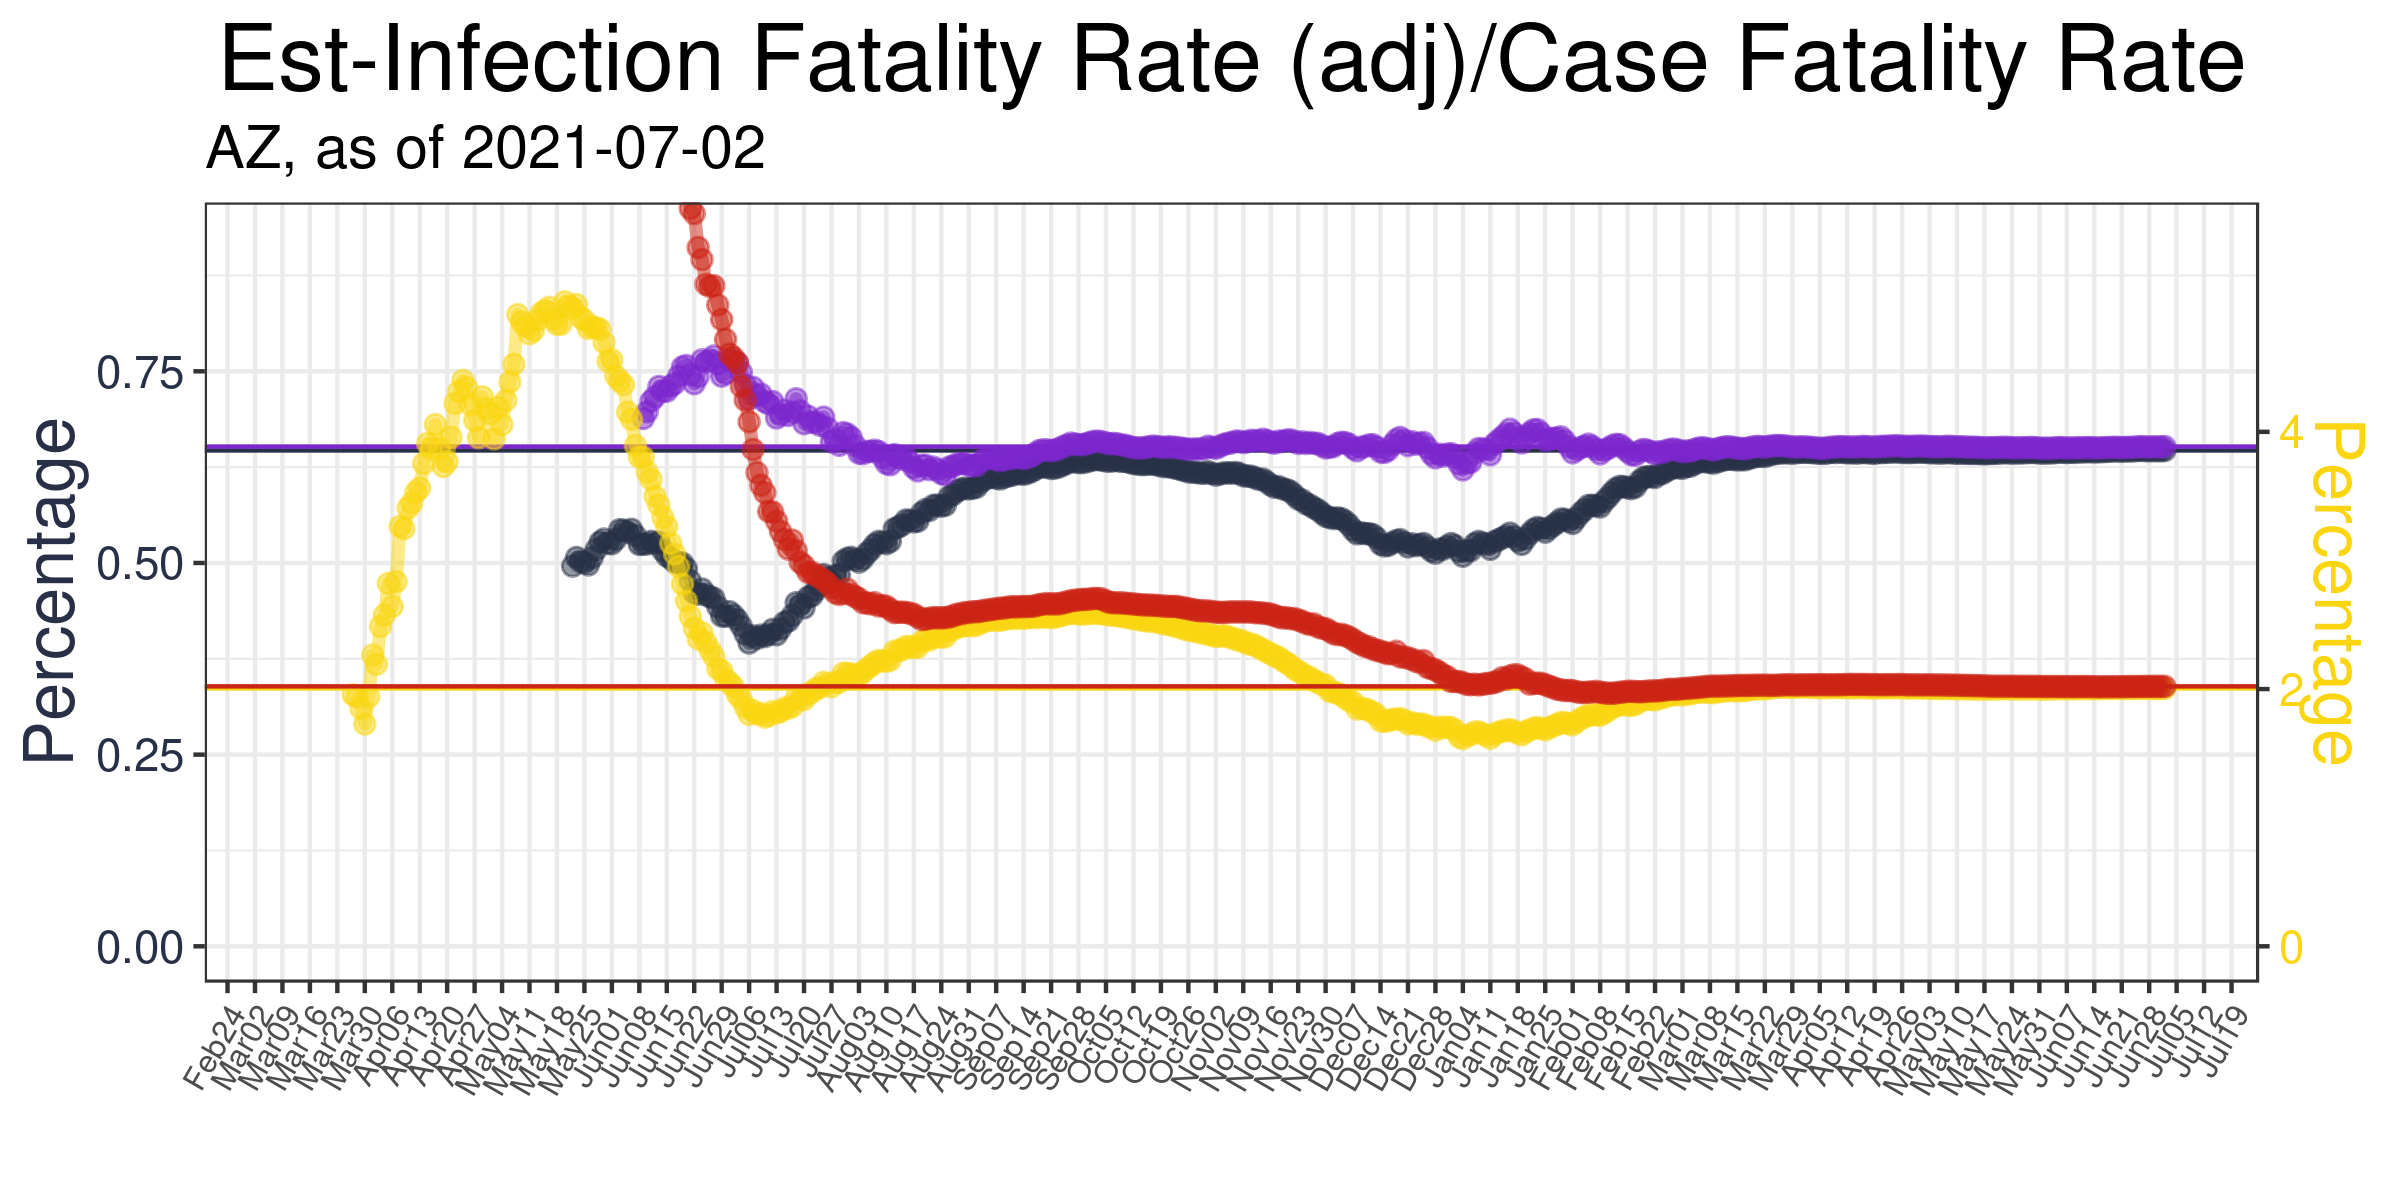 Est-Infection Fatality Rate (adj)/Case Fatality Rate
AZ, as of 2021-07-02
Percentage
0.75
0.50
0.25
0.00
4
2
0
Percentage
Feb24
Mar02
Mar09
Mar16
Mar23
Mar30
Apr06
Apr13
Apr20
Apr27
May04
May11
May18
May25
Jun01
Jun08
Jun15
Jun22
Jun29
Jul06
Jul13
Jul20
Jul27
Aug03
Aug10
Aug17
Aug24
Aug31
Sep07
Sep14
Sep21
Sep28
Oct05
Oct12
Oct19
Oct26
Nov02
Nov09
Nov16
Nov23
Nov30
Dec07
Dec14
Dec21
Dec28
Jan04
Jan11
Jan18
Jan25
Feb01
Feb08
Feb15
Feb22
Mar01
Mar08
Mar15
Mar22
Mar29
Apr05
Apr12
Apr19
Apr26
May03
May10
May17
May24
May31
Jun07
Jun14
Jun21
Jun28
Jul05
Jul12
Jul19